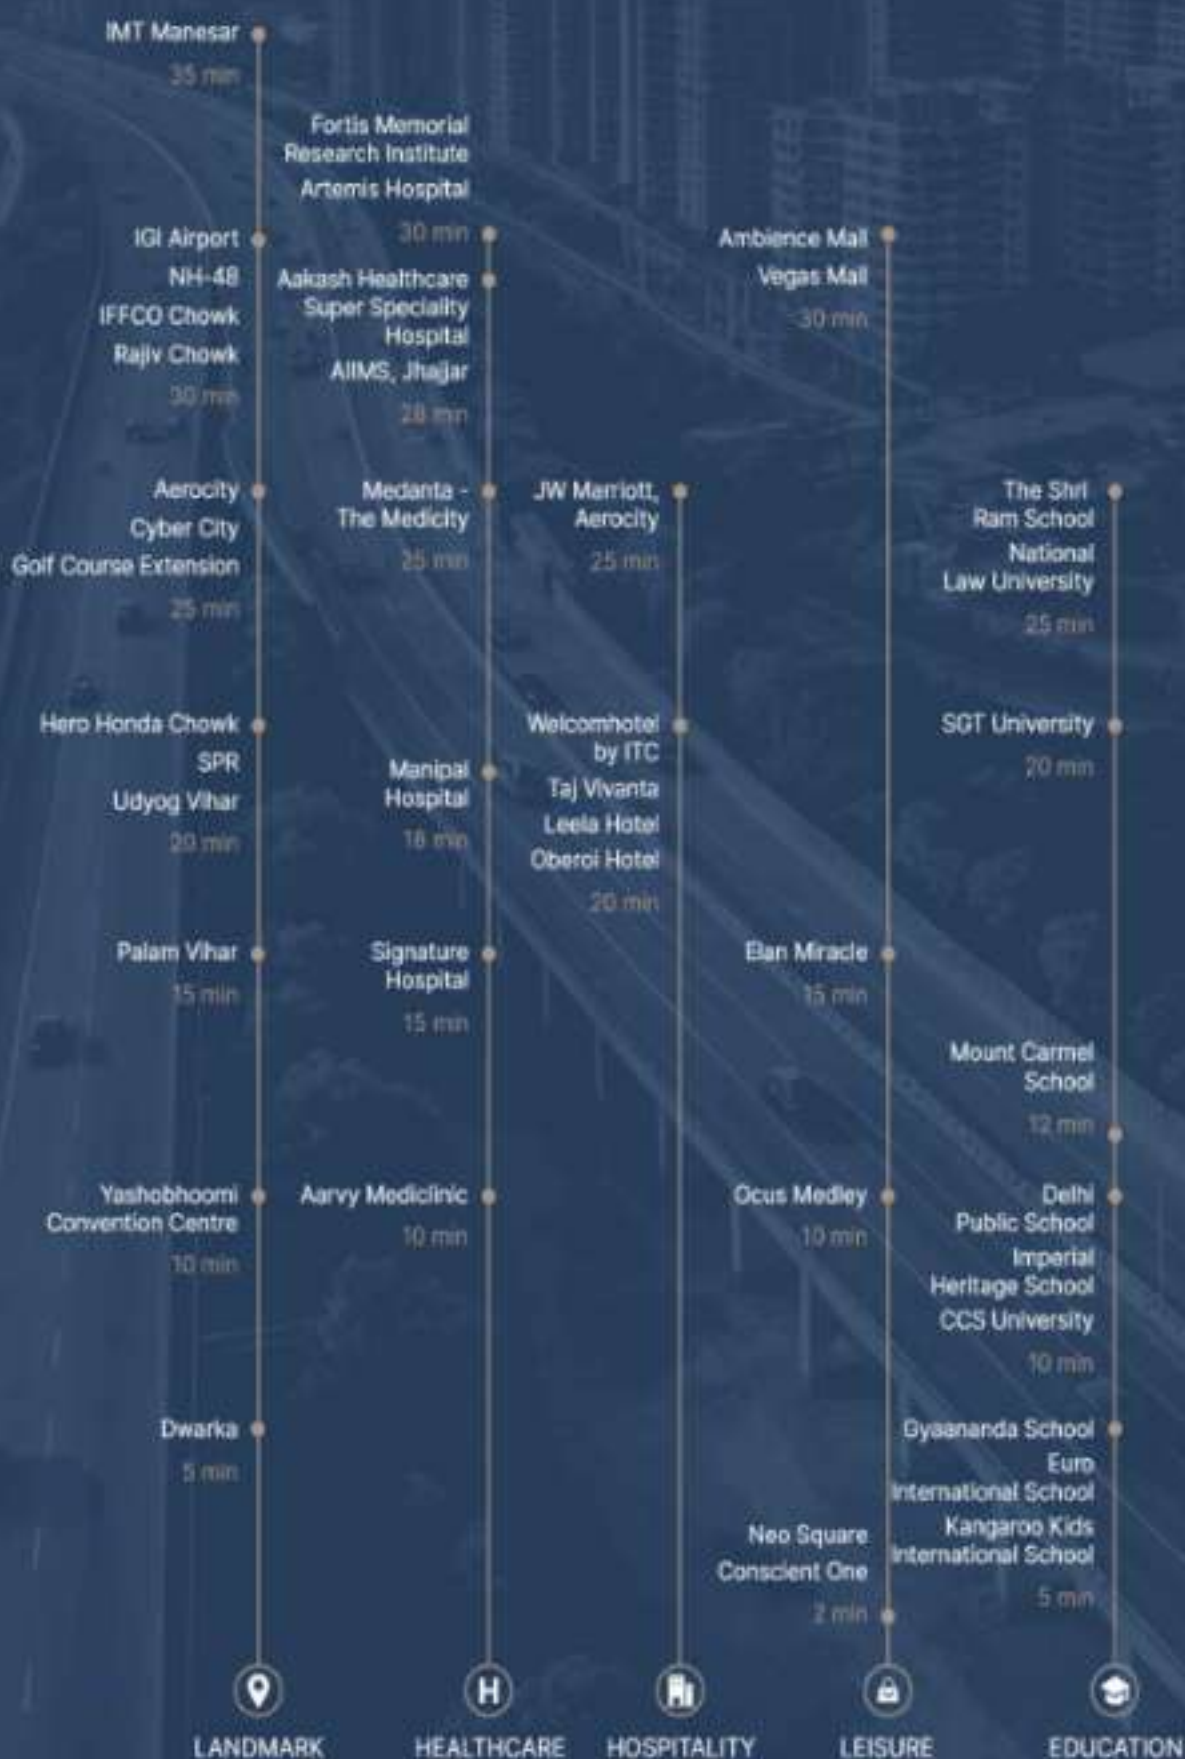 IMT Manesar
35 min
IGI Airport
NH-48
IFFCO Chowk
Rajiv Chowk
30 min
Aerocity
Cyber City
Golf Course Extension
25 min
Hero Honda Chowk
SPR
Udyog Vihar
20 min
Palam Vihar
15 min
Yashobhoomi
Convention Centre
10 min
Dwarka
5 min
LANDMARK
Fortis Memorial
Research Institute
Artemis Hospital
30 min
Aakash Healthcare
Super Speciality
Hospital
AIIMS, Jhajjar
28 min
Medanta -
The Medicity
25 min
Manipal
Hospital
18 min
Signature
Hospital
15 min
Aarvy Mediclinic
10 min
H
HEALTHCARE
JW Marriott,
Aerocity
25 min
Welcomhotel
by ITC
Taj Vivanta
Leela Hotel
Oberoi Hotel
20 min
HOSPITALITY
Ambience Mall
Vegas Mall
30 min
Elan Miracle
15 min
Ocus Medley
10 min
Neo Square
Conscient One
2 min
LEISURE
The Shri
Ram School
National
Law University
25 min
SGT University
20 min
Mount Carmel
School
12 min
Delhi
Public School
Imperial
Heritage School
CCS University
10 min
Gyaananda School
Euro
International School
Kangaroo Kids
International School
5 min
EDUCATION